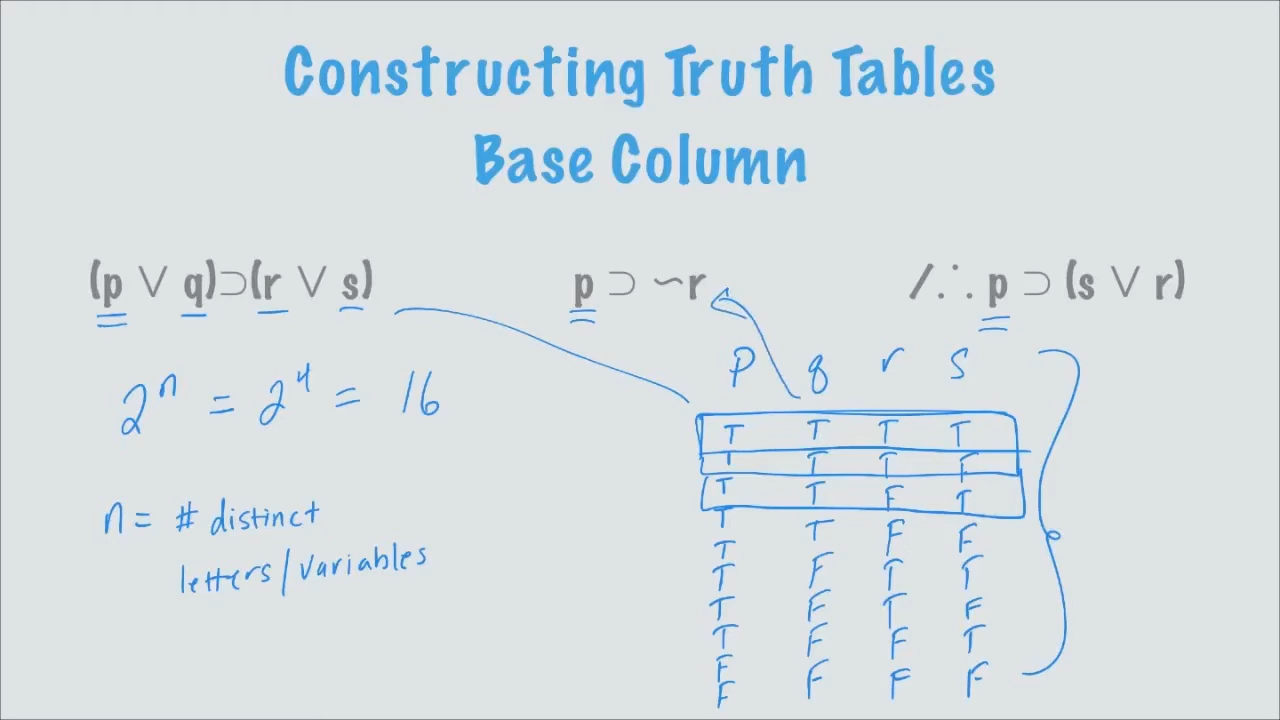 Constructing Truth Tables
Base Column
(p ∨ q)⊃(r ∨ s) p ⊃ ∽r /∴ p ⊃ (s ∨ r)
p q r s
2ⁿ = 2⁴ = 16
T T T T
T T T F
T T F T
n = # distinct
T T F F
letters/variables
T F T T
T F T F
T F F T
T F F F
T
F
F